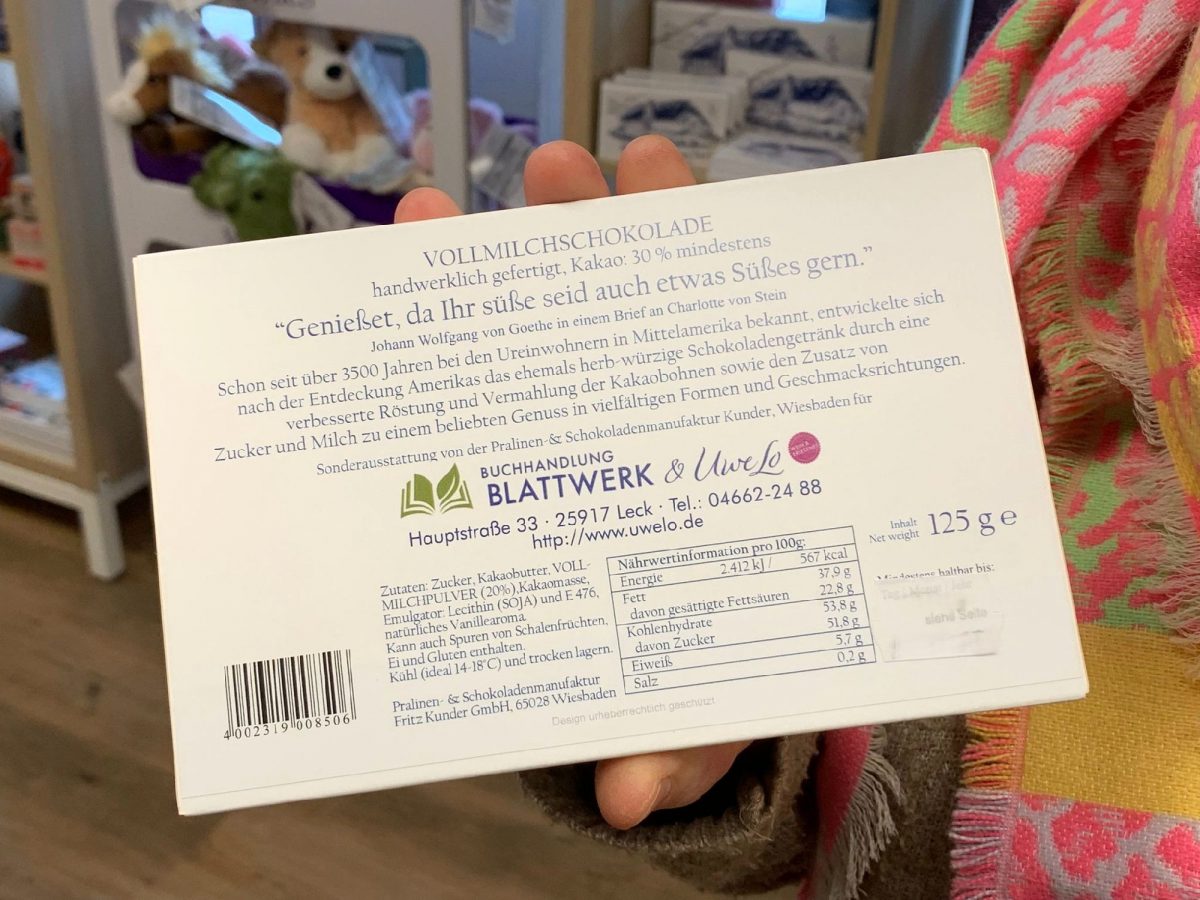 VOLLMILCHSCHOKOLADE
handwerklich gefertigt, Kakao: 30 % mindestens
“Genießet, da Ihr süße seid auch etwas Süßes gern.”
Johann Wolfgang von Goethe in einem Brief an Charlotte von Stein
Schon seit über 3500 Jahren bei den Ureinwohnern in Mittelamerika bekannt, entwickelte sich
nach der Entdeckung Amerikas das ehemals herb-würzige Schokoladengetränk durch eine
verbesserte Röstung und Vermahlung der Kakaobohnen sowie den Zusatz von
Zucker und Milch zu einem beliebten Genuss in vielfältigen Formen und Geschmacksrichtungen.
Sonderausstattung von der Pralinen-& Schokoladenmanufaktur Kunder, Wiesbaden für
BUCHHANDLUNG
BLATTWERK & UweLo
Hauptstraße 33 · 25917 Leck · Tel.: 04662-24 88
http://www.uwelo.de
Zutaten: Zucker, Kakaobutter, VOLL-
MILCHPULVER (20%),Kakaomasse,
Emulgator: Lecithin (SOJA) und E 476,
natürliches Vanillearoma
Kann auch Spuren von Schalenfrüchten,
Ei und Gluten enthalten.
Kühl (ideal 14-18°C) und trocken lagern.
Pralinen- & Schokoladenmanufaktur
Fritz Kunder GmbH, 65028 Wiesbaden
Nährwertinformation pro 100g:
Energie 2.412 kJ / 567 kcal
Fett 37,9 g
davon gesättigte Fettsäuren 22,8 g
Kohlenhydrate 53,8 g
davon Zucker 51,8 g
Eiweiß 5,7 g
Salz 0,2 g
Inhalt
Net weight 125 g e
Mindestens haltbar bis:
siehe Seite
4 002319 008506
Design urheberrechtlich geschützt